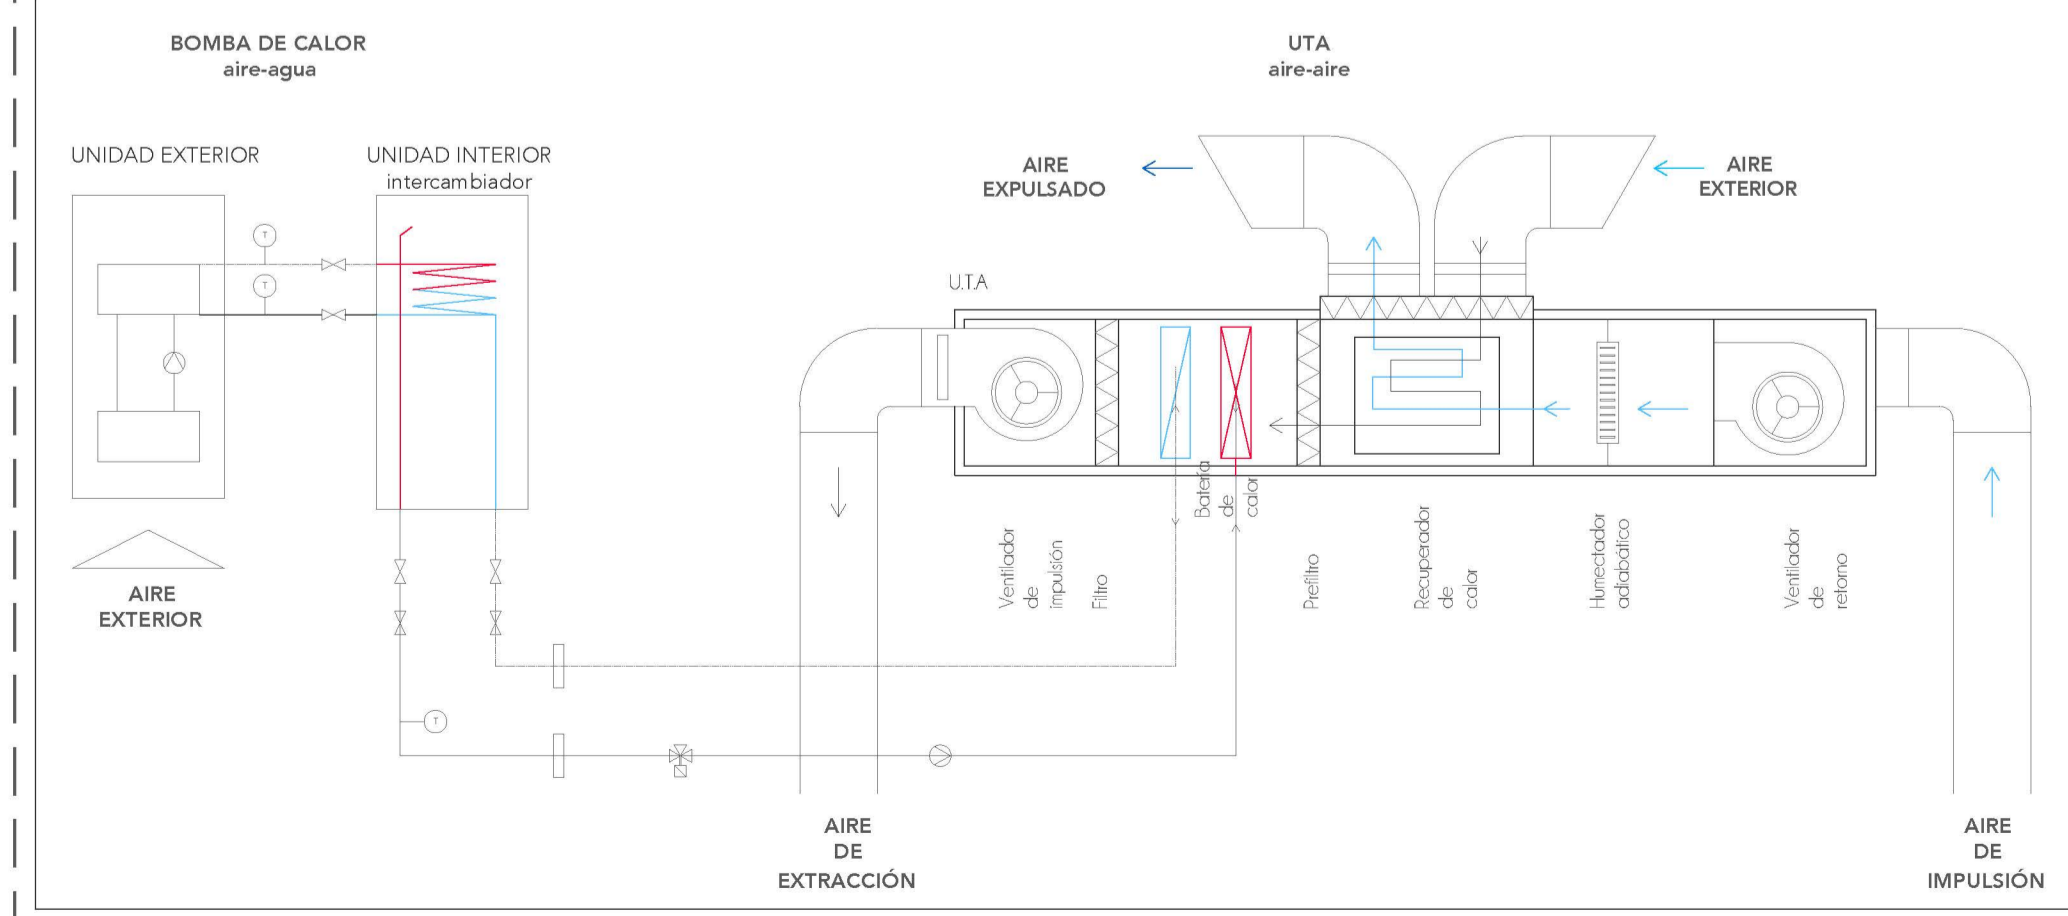 BOMBA DE CALOR
aire-agua
UTA
aire-aire
UNIDAD EXTERIOR
UNIDAD INTERIOR
intercambiador
AIRE
EXPULSADO
AIRE
EXTERIOR
T
T
U.T.A
Batería
de
calor
Ventilador
de
impulsión
Filtro
Prefiltro
Recuperador
de
calor
Humectador
adiabático
Ventilador
de
retorno
AIRE
EXTERIOR
T
AIRE
DE
EXTRACCIÓN
AIRE
DE
IMPULSIÓN